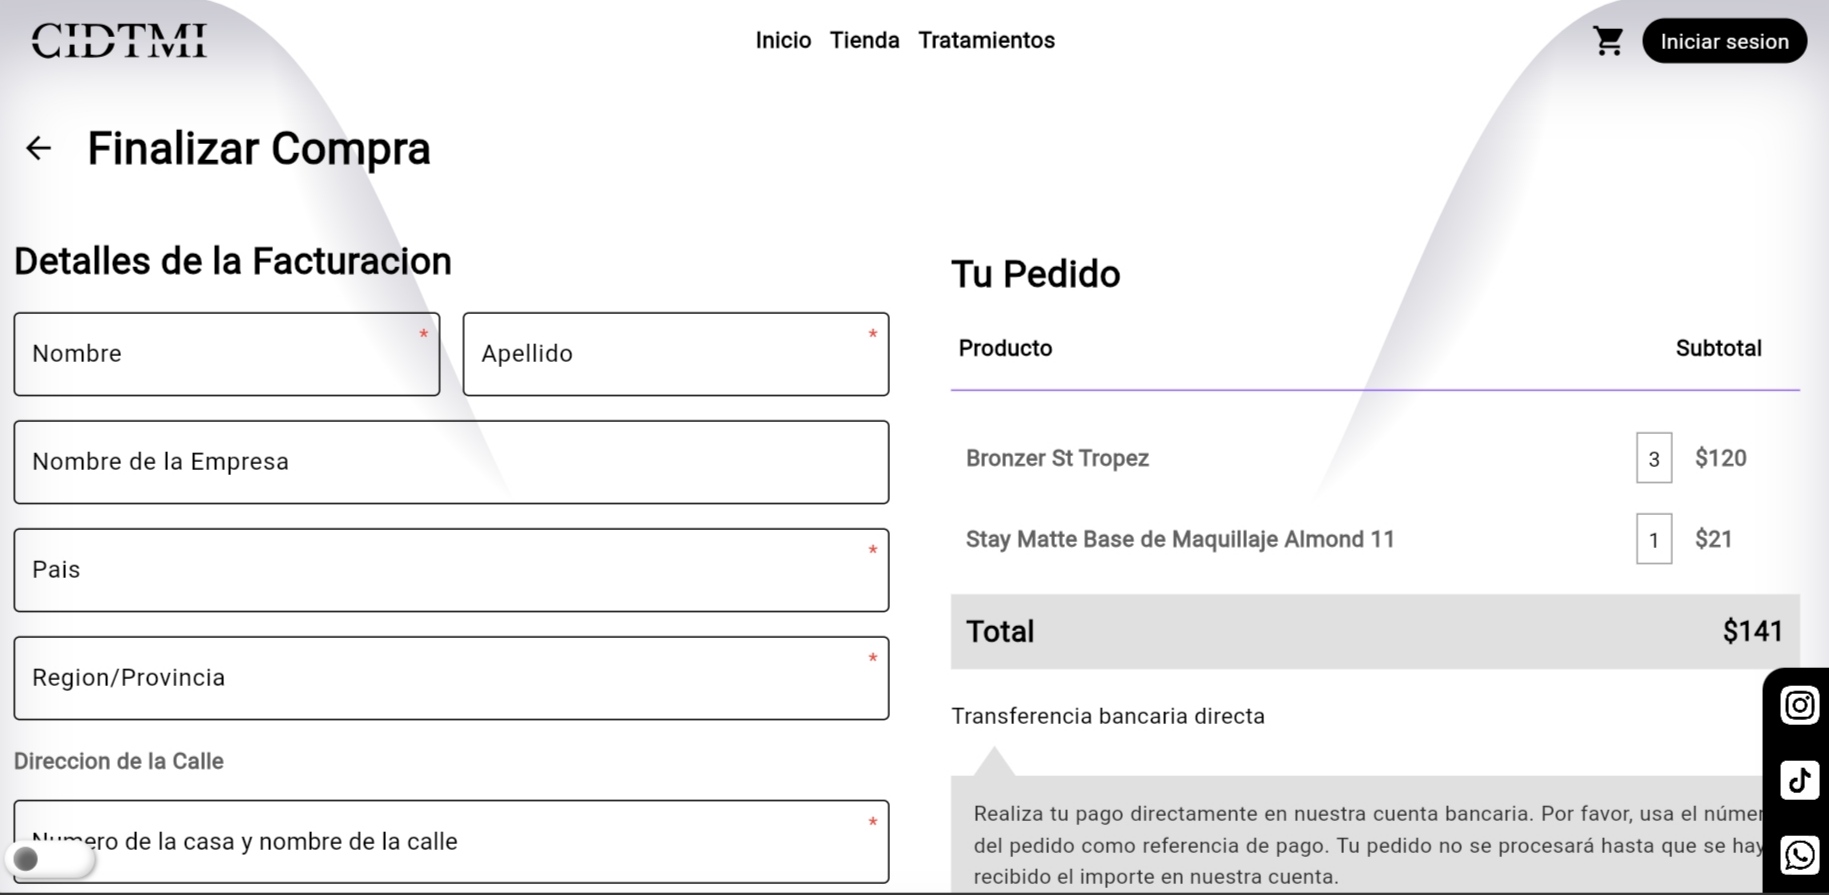 CIDTMI
Inicio Tienda Tratamientos
Iniciar sesion
Finalizar Compra
Detalles de la Facturacion
Nombre *
Apellido *
Nombre de la Empresa
Pais *
Region/Provincia *
Direccion de la Calle
Numero de la casa y nombre de la calle *
Tu Pedido
Producto Subtotal
Bronzer St Tropez 3 $120
Stay Matte Base de Maquillaje Almond 11 1 $21
Total $141
Transferencia bancaria directa
Realiza tu pago directamente en nuestra cuenta bancaria. Por favor, usa el númer
del pedido como referencia de pago. Tu pedido no se procesará hasta que se hay
recibido el importe en nuestra cuenta.